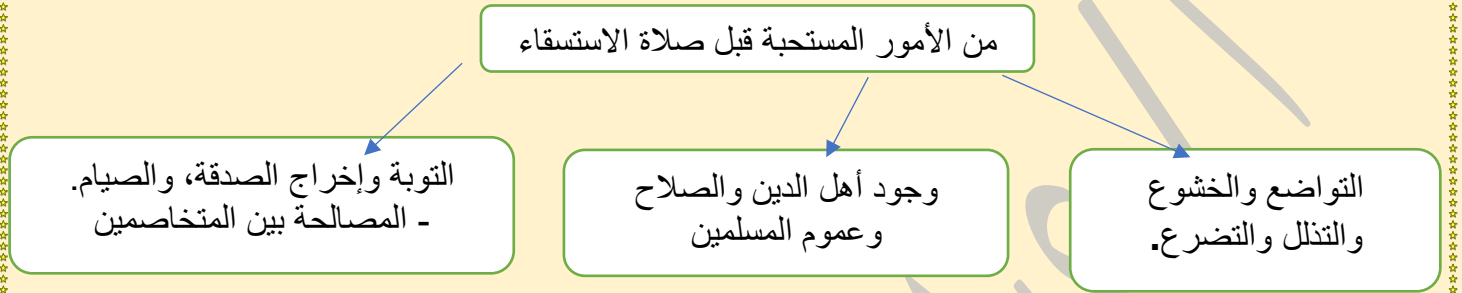 من الأمور المستحبة قبل صلاة الاستسقاء
التواضع والخشوع
والتذلل والتضرع.
وجود أهل الدين والصلاح
وعموم المسلمين
التوبة وإخراج الصدقة، والصيام.
- المصالحة بين المتخاصمين